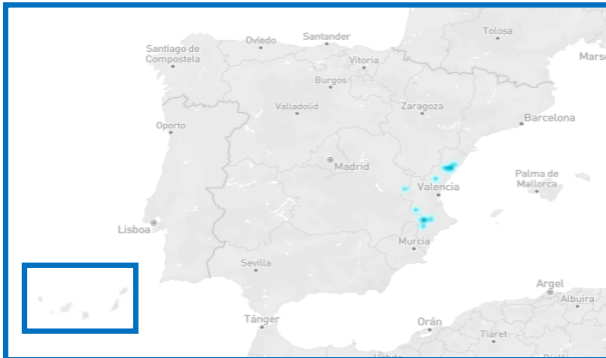 Tolosa
Oviedo
Santander
Santiago de
Compostela
Mars
Vitoria
Burgos
Valladolid
Zaragoza
Barcelona
Oporto
Madrid
Palma de
Mallorca
Valencia
Lisboa
Murcia
Sevilla
Argel
Albuira
Tánger
Orán
Tiaret